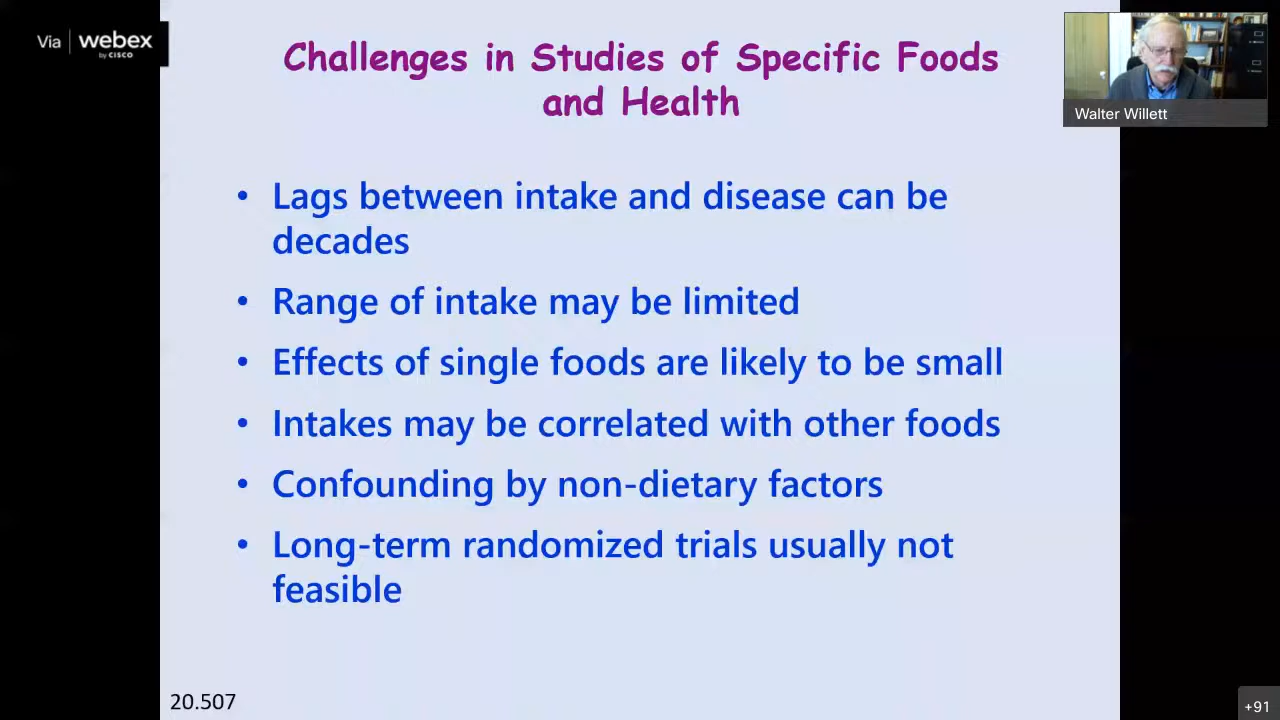 Via webex
by CISCO
Challenges in Studies of Specific Foods
and Health
Walter Willett
• Lags between intake and disease can be
decades
• Range of intake may be limited
• Effects of single foods are likely to be small
• Intakes may be correlated with other foods
• Confounding by non-dietary factors
• Long-term randomized trials usually not
feasible
20.507
+91